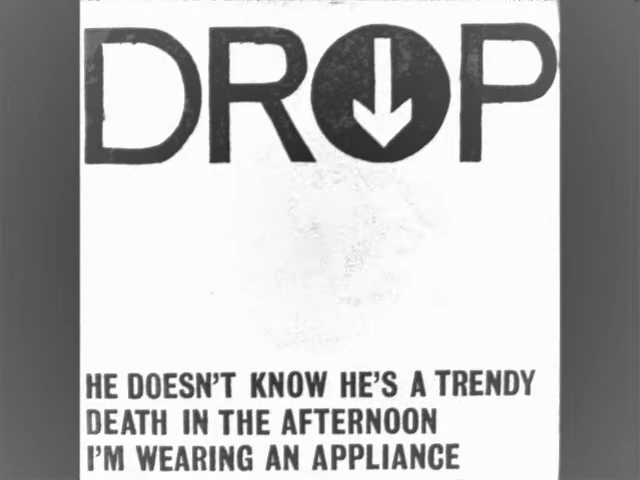 DROP
HE DOESN'T KNOW HE'S A TRENDY
DEATH IN THE AFTERNOON
I'M WEARING AN APPLIANCE